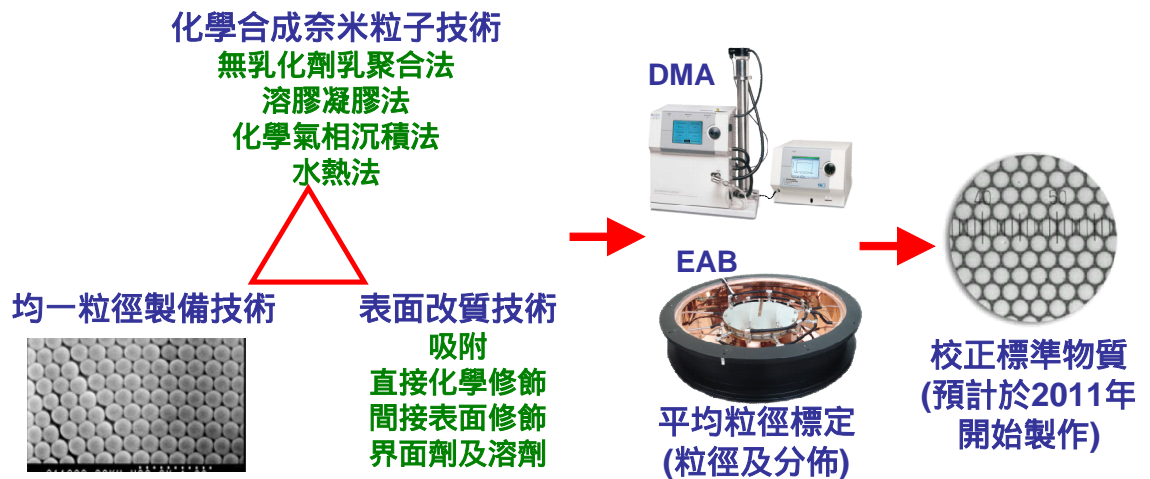 化學合成奈米粒子技術
無乳化劑乳聚合法
溶膠凝膠法
化學氣相沉積法
水熱法
均一粒徑製備技術
表面改質技術
吸附
直接化學修飾
間接表面修飾
界面劑及溶劑
DMA
EAB
平均粒徑標定
(粒徑及分佈)
40 50
校正標準物質
(預計於2011年
開始製作)